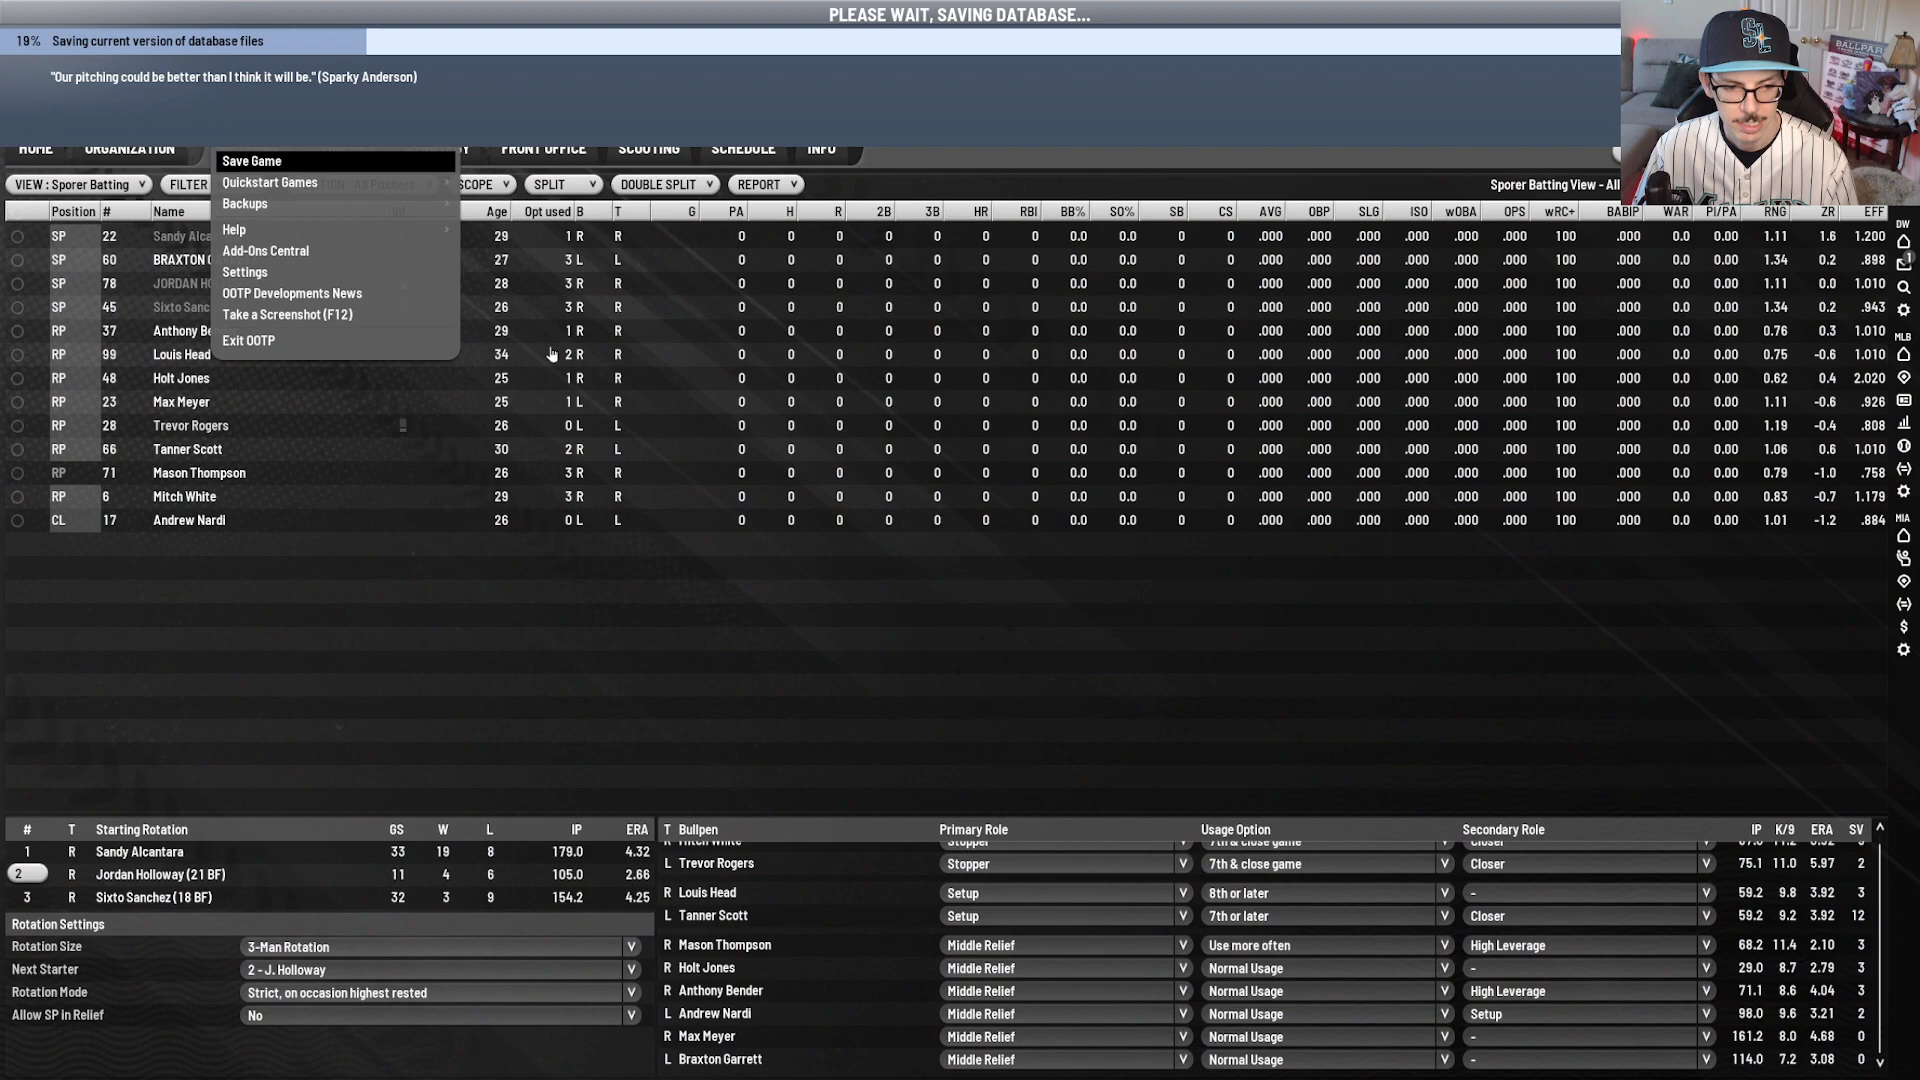 PLEASE WAIT, SAVING DATABASE...
19% Saving current version of database files
"Our pitching could be better than I think it will be." (Sparky Anderson)
HOME ORGANIZATION FRONT OFFICE SCOUTING SCHEDULE INFO
Save Game
Quickstart Games
Backups
Help
Add-Ons Central
Settings
OOTP Developments News
Take a Screenshot (F12)
Exit OOTP
VIEW : Sporer Batting FILTER SCOPE SPLIT DOUBLE SPLIT REPORT Sporer Batting View - All
Position # Name Age Opt used B T G PA H R 2B 3B HR RBI BB% SO% SB CS AVG OBP SLG ISO wOBA OPS wRC+ BABIP WAR PI/PA RNG ZR EFF
SP 22 Sandy Alca 29 1 R R 0 0 0 0 0 0 0 0.0 0.0 0 0 .000 .000 .000 .000 .000 .000 100 .000 0.0 0.00 1.11 1.6 1.200
SP 60 BRAXTON 27 3 L L 0 0 0 0 0 0 0 0.0 0.0 0 0 .000 .000 .000 .000 .000 .000 100 .000 0.0 0.00 1.34 0.2 .898
SP 78 JORDAN HO 28 3 R R 0 0 0 0 0 0 0 0.0 0.0 0 0 .000 .000 .000 .000 .000 .000 100 .000 0.0 0.00 1.11 0.0 1.010
SP 45 Sixto Sanc 26 3 R R 0 0 0 0 0 0 0 0.0 0.0 0 0 .000 .000 .000 .000 .000 .000 100 .000 0.0 0.00 1.34 0.2 .943
RP 37 Anthony Be 29 1 R R 0 0 0 0 0 0 0 0.0 0.0 0 0 .000 .000 .000 .000 .000 .000 100 .000 0.0 0.00 0.76 0.3 1.010
RP 99 Louis Head 34 2 R R 0 0 0 0 0 0 0 0.0 0.0 0 0 .000 .000 .000 .000 .000 .000 100 .000 0.0 0.00 0.75 -0.6 1.010
RP 48 Holt Jones 25 1 R R 0 0 0 0 0 0 0 0.0 0.0 0 0 .000 .000 .000 .000 .000 .000 100 .000 0.0 0.00 0.62 0.4 2.020
RP 23 Max Meyer 25 1 L R 0 0 0 0 0 0 0 0.0 0.0 0 0 .000 .000 .000 .000 .000 .000 100 .000 0.0 0.00 1.11 -0.6 .926
RP 28 Trevor Rogers 26 0 L L 0 0 0 0 0 0 0 0.0 0.0 0 0 .000 .000 .000 .000 .000 .000 100 .000 0.0 0.00 1.19 -0.4 .808
RP 66 Tanner Scott 30 2 R L 0 0 0 0 0 0 0 0.0 0.0 0 0 .000 .000 .000 .000 .000 .000 100 .000 0.0 0.00 1.06 0.6 1.010
RP 71 Mason Thompson 26 3 R R 0 0 0 0 0 0 0 0.0 0.0 0 0 .000 .000 .000 .000 .000 .000 100 .000 0.0 0.00 0.79 -1.0 .758
RP 6 Mitch White 29 3 R R 0 0 0 0 0 0 0 0.0 0.0 0 0 .000 .000 .000 .000 .000 .000 100 .000 0.0 0.00 0.83 -0.7 1.179
CL 17 Andrew Nardi 26 0 L L 0 0 0 0 0 0 0 0.0 0.0 0 0 .000 .000 .000 .000 .000 .000 100 .000 0.0 0.00 1.01 -1.2 .884
DW
1
MLB
MIA
# T Starting Rotation GS W L IP ERA
1 R Sandy Alcantara 33 19 8 179.0 4.32
2 R Jordan Holloway (21 BF) 11 4 6 105.0 2.66
3 R Sixto Sanchez (18 BF) 32 3 9 154.2 4.25
Rotation Settings
Rotation Size 3-Man Rotation
Next Starter 2 - J. Holloway
Rotation Mode Strict, on occasion highest rested
Allow SP in Relief No
T Bullpen Primary Role Usage Option Secondary Role IP K/9 ERA SV
R Mitch White Stopper 7th & close game Closer
L Trevor Rogers Stopper 7th & close game Closer 75.1 11.0 5.97 2
R Louis Head Setup 8th or later - 59.2 9.8 3.92 3
L Tanner Scott Setup 7th or later Closer 59.2 9.2 3.92 12
R Mason Thompson Middle Relief Use more often High Leverage 68.2 11.4 2.10 3
R Holt Jones Middle Relief Normal Usage - 29.0 8.7 2.79 3
R Anthony Bender Middle Relief Normal Usage High Leverage 71.1 8.6 4.04 3
L Andrew Nardi Middle Relief Normal Usage Setup 98.0 9.6 3.21 2
R Max Meyer Middle Relief Normal Usage - 161.2 8.0 4.68 0
L Braxton Garrett Middle Relief Normal Usage - 114.0 7.2 3.08 0